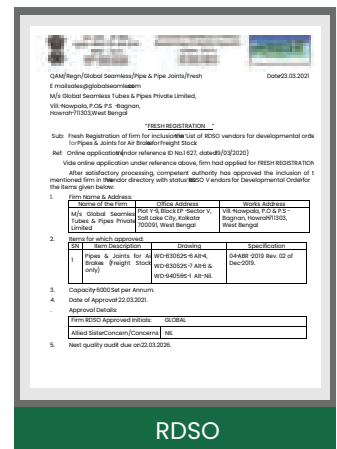 QAM/Regn/Global Seamless/Pipe & Pipe Joints/Fresh Date:23.03.2021
E mail:sales@globalseamless.com
M/s Global Seamless Tubes & Pipes Private Limited,
Vill.-Nowpala, P.O.& P.S -Bagnan,
Howrah-711303,West Bengal
"FRESH REGISTRATION"
Sub: Fresh Registration of firm for inclusion in the "List of RDSO vendors for developmental orde
for Pipes & Joints for Air Brake for Freight Stock
Ref: Online application (Vendor reference ID No.1 627, dated 19/03/2020)
Vide online application under reference above, firm had applied for FRESH REGISTRATION
After satisfactory processing, competent authority has approved the inclusion of t
mentioned firm in the Vendor directory with status as RDSO Vendors for Developmental Order for
the items given below:
1. Firm Name & Address:
Name of the Firm Office Address Works Address
M/s Global Seamless Tubes & Pipes Private Limited
Plot Y-9, Block EP -Sector V, Salt Lake City, Kolkata 700091, West Bengal
Vill.-Nowpala, P.O & P.S - Bagnan, Howrah-711303, West Bengal
2. Items for which approved:
SN Item Description Drawing Specification
1 Pipes & Joints for Air Brakes (Freight Stock only)
WD-83062-S-6 Alt-4, WD-83062-S-7 Alt-6 & WD-94059-S-1 Alt-Nil.
04-ABR -2019 Rev. 02 of Dec-2019.
3. Capacity-6000 Set per Annum.
4. Date of Approval-22.03.2021.
. Approval Details:
Firm RDSO Approved Initials: GLOBAL
Allied Sister Concern/Concerns NIL
5. Next quality audit due on 22.03.2026.
RDSO